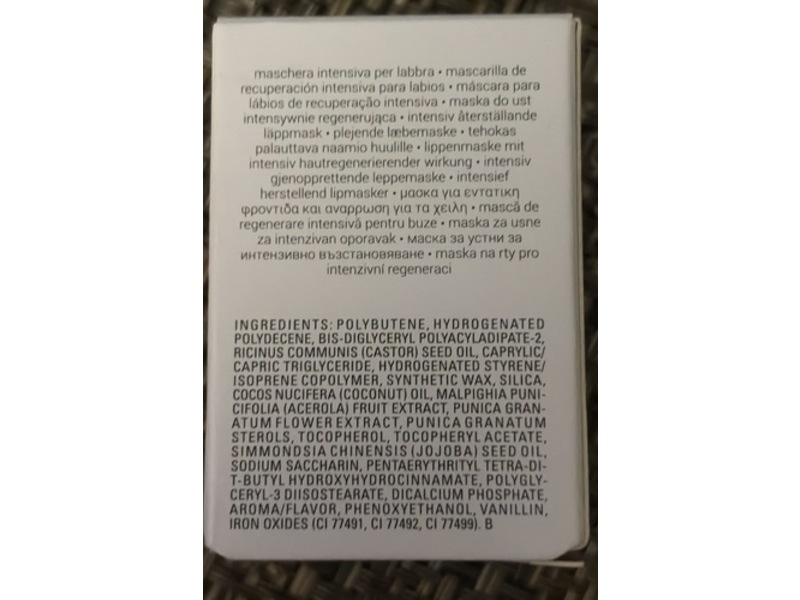 maschera intensiva per labbra • mascarilla de
recuperación intensiva para labios • máscara para
lábios de recuperação intensiva • maska do ust
intensywnie regenerująca • intensiv återställande
läppmask • plejende læbemaske • tehokas
palauttava naamio huulille • lippenmaske mit
intensiv hautregenerierender wirkung • intensiv
gjenopprettende leppemaske • intensief
herstellend lipmasker • μασκα για εντατικη
φροντιδα και αναρρωση για τα χειλη • mască de
regenerare intensivă pentru buze • maska za usne
za intenzivan oporavak • маска за устни за
интензивно възстановяване • maska na rty pro
intenzivní regeneraci
INGREDIENTS: POLYBUTENE, HYDROGENATED
POLYDECENE, BIS-DIGLYCERYL POLYACYLADIPATE-2,
RICINUS COMMUNIS (CASTOR) SEED OIL, CAPRYLIC/
CAPRIC TRIGLYCERIDE, HYDROGENATED STYRENE/
ISOPRENE COPOLYMER, SYNTHETIC WAX, SILICA,
COCOS NUCIFERA (COCONUT) OIL, MALPIGHIA PUNI-
CIFOLIA (ACEROLA) FRUIT EXTRACT, PUNICA GRAN-
ATUM FLOWER EXTRACT, PUNICA GRANATUM
STEROLS, TOCOPHEROL, TOCOPHERYL ACETATE,
SIMMONDSIA CHINENSIS (JOJOBA) SEED OIL,
SODIUM SACCHARIN, PENTAERYTHRITYL TETRA-DI-
T-BUTYL HYDROXYHYDROCINNAMATE, POLYGLY-
CERYL-3 DIISOSTEARATE, DICALCIUM PHOSPHATE,
AROMA/FLAVOR, PHENOXYETHANOL, VANILLIN,
IRON OXIDES (CI 77491, CI 77492, CI 77499). B